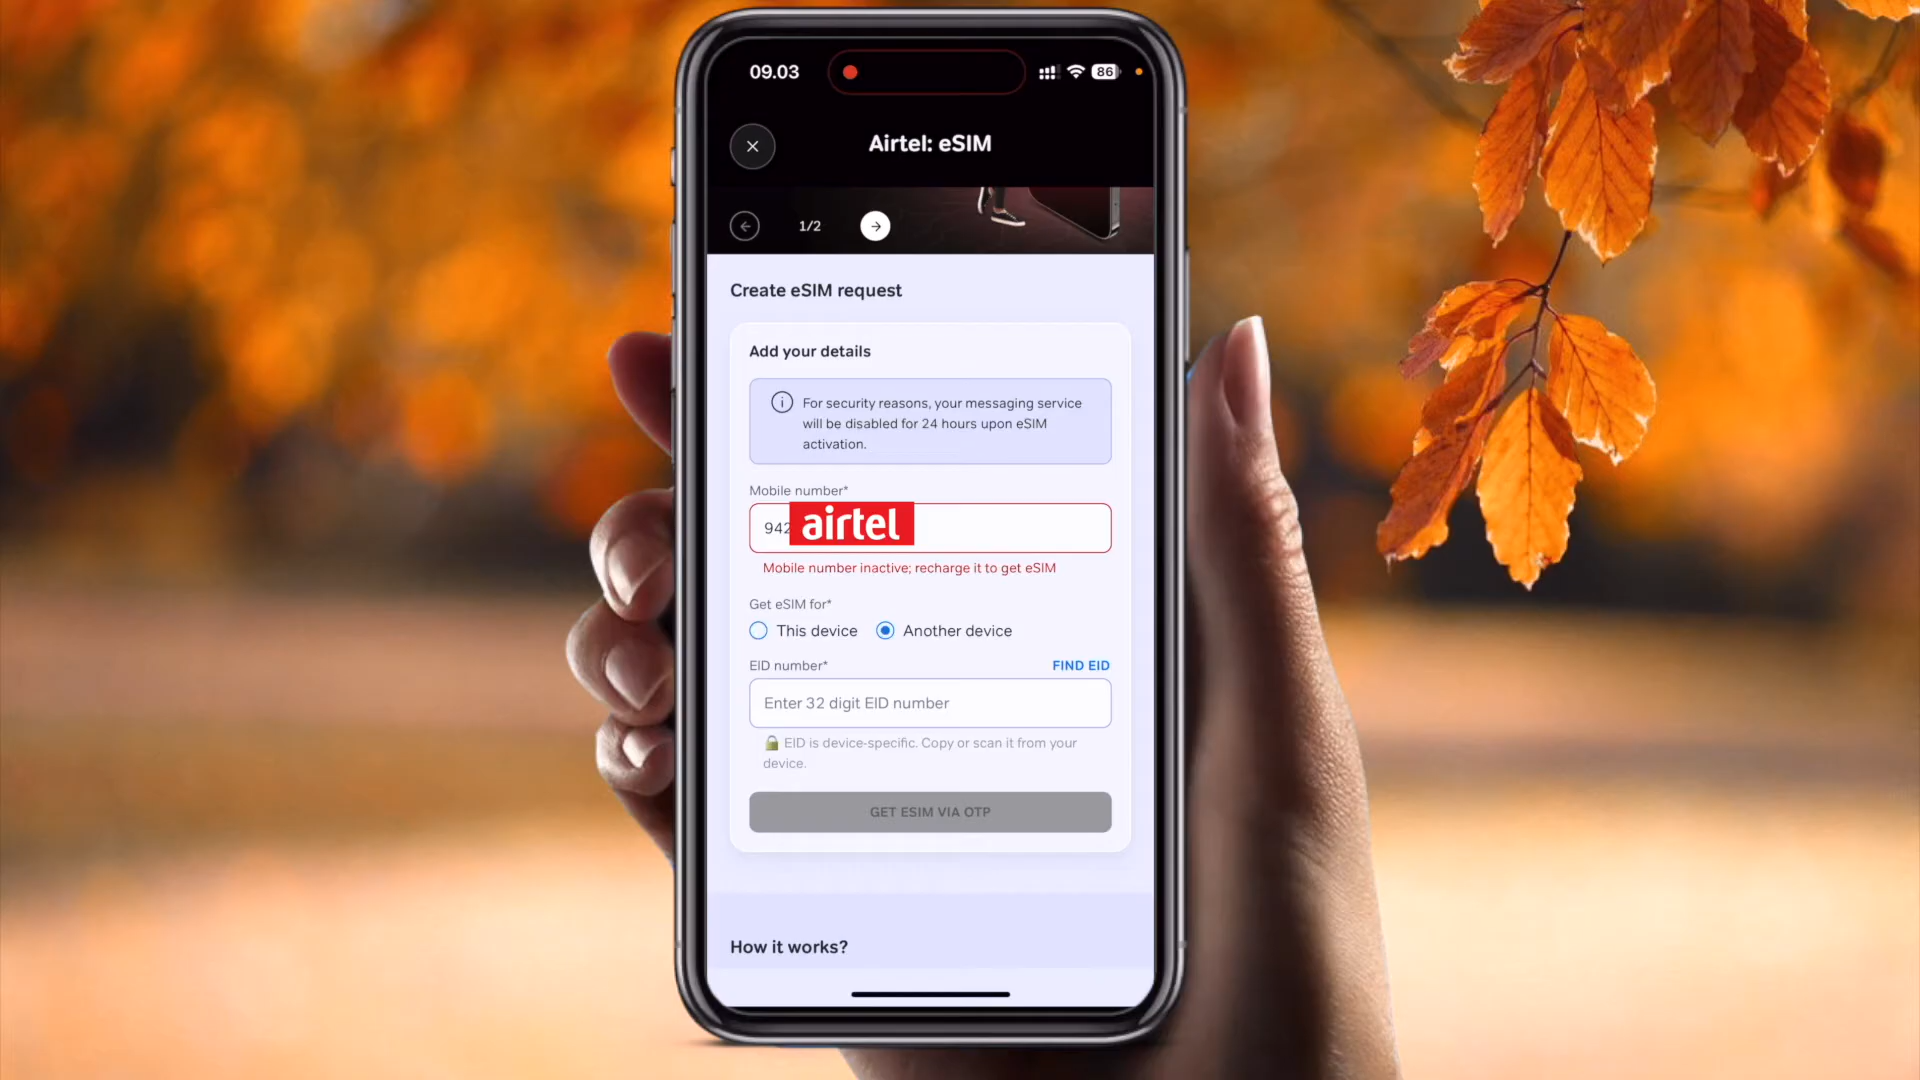 09.03
86
Airtel: eSIM
1/2
Create eSIM request
Add your details
For security reasons, your messaging service
will be disabled for 24 hours upon eSIM
activation.
Mobile number*
942
airtel
Mobile number inactive; recharge it to get eSIM
Get eSIM for*
This device Another device
EID number* FIND EID
Enter 32 digit EID number
EID is device-specific. Copy or scan it from your
device.
GET ESIM VIA OTP
How it works?